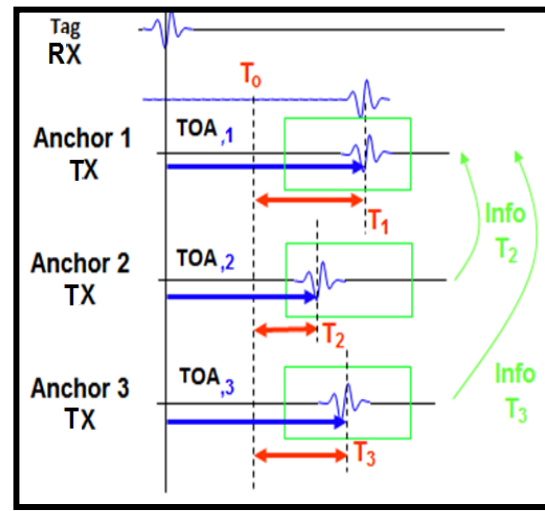 Tag
RX
To
Anchor 1
TX
TOA,1
T1
Info
T2
Anchor 2
TX
TOA,2
T2
Anchor 3
TX
TOA,3
T3
Info
T3